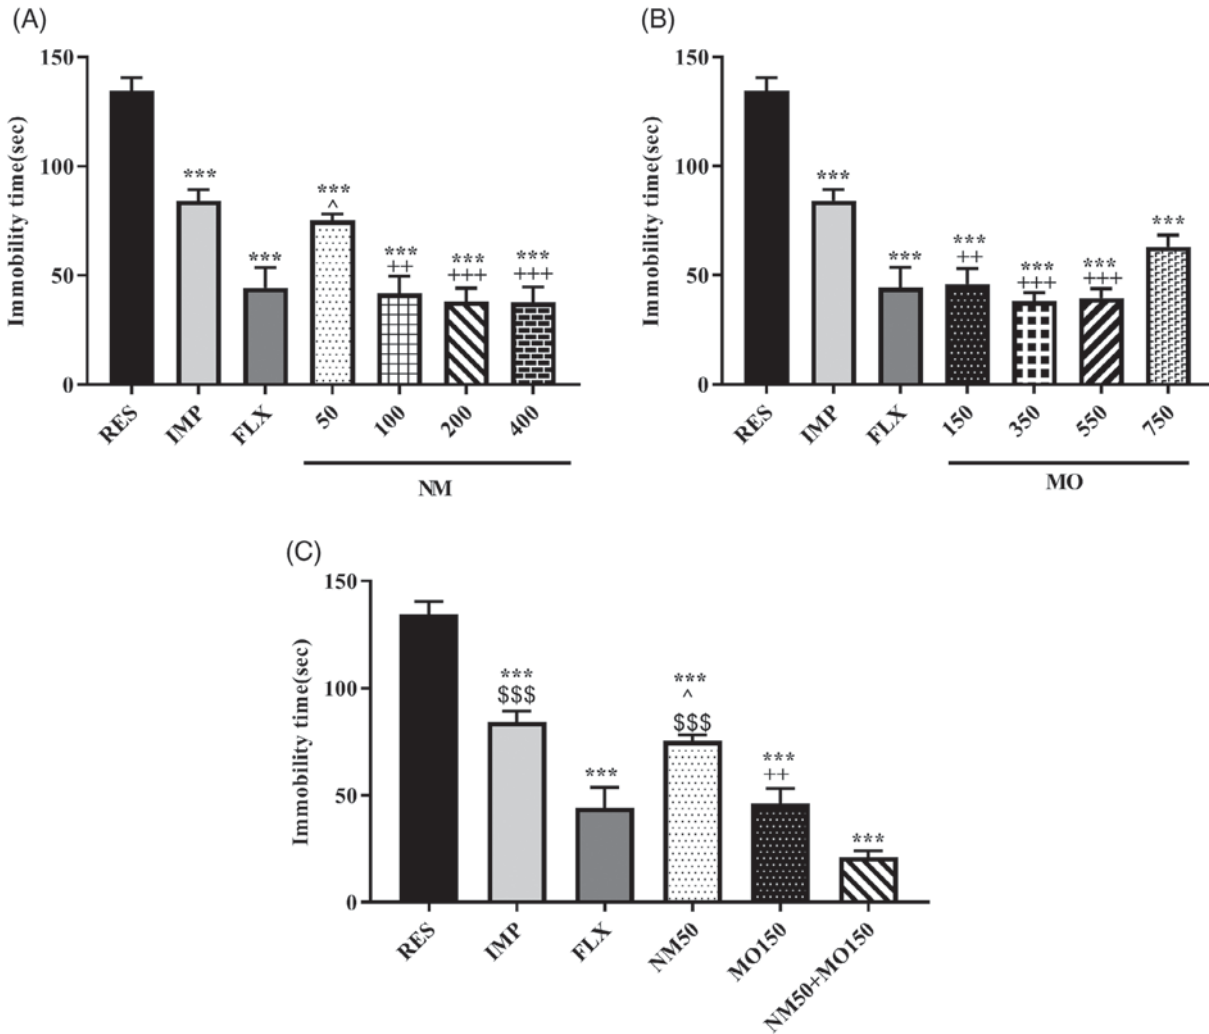 (A)
Immobility time(sec)
150
100
50
0
***
***
***
^
***
++
***
+++
***
+++
RES
IMP
FLX
50
100
200
400
NM
(B)
Immobility time(sec)
150
100
50
0
***
***
***
++
***
+++
***
+++
***
RES
IMP
FLX
150
350
550
750
MO
(C)
Immobility time(sec)
150
100
50
0
***
$$$
***
***
^
$$$
***
++
***
RES
IMP
FLX
NM50
MO150
NM50+MO150